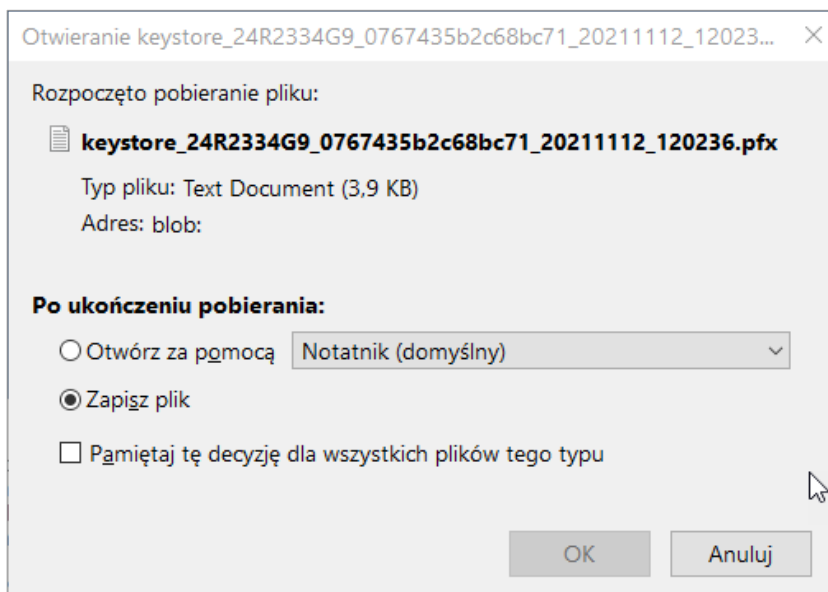 Otwieranie keystore_24R2334G9_0767435b2c68bc71_20211112_12023...
Rozpoczęto pobieranie pliku:
keystore_24R2334G9_0767435b2c68bc71_20211112_120236.pfx
Typ pliku: Text Document (3,9 KB)
Adres: blob:
Po ukończeniu pobierania:
Otwórz za pomocą Notatnik (domyślny)
Zapisz plik
Pamiętaj tę decyzję dla wszystkich plików tego typu
OK Anuluj